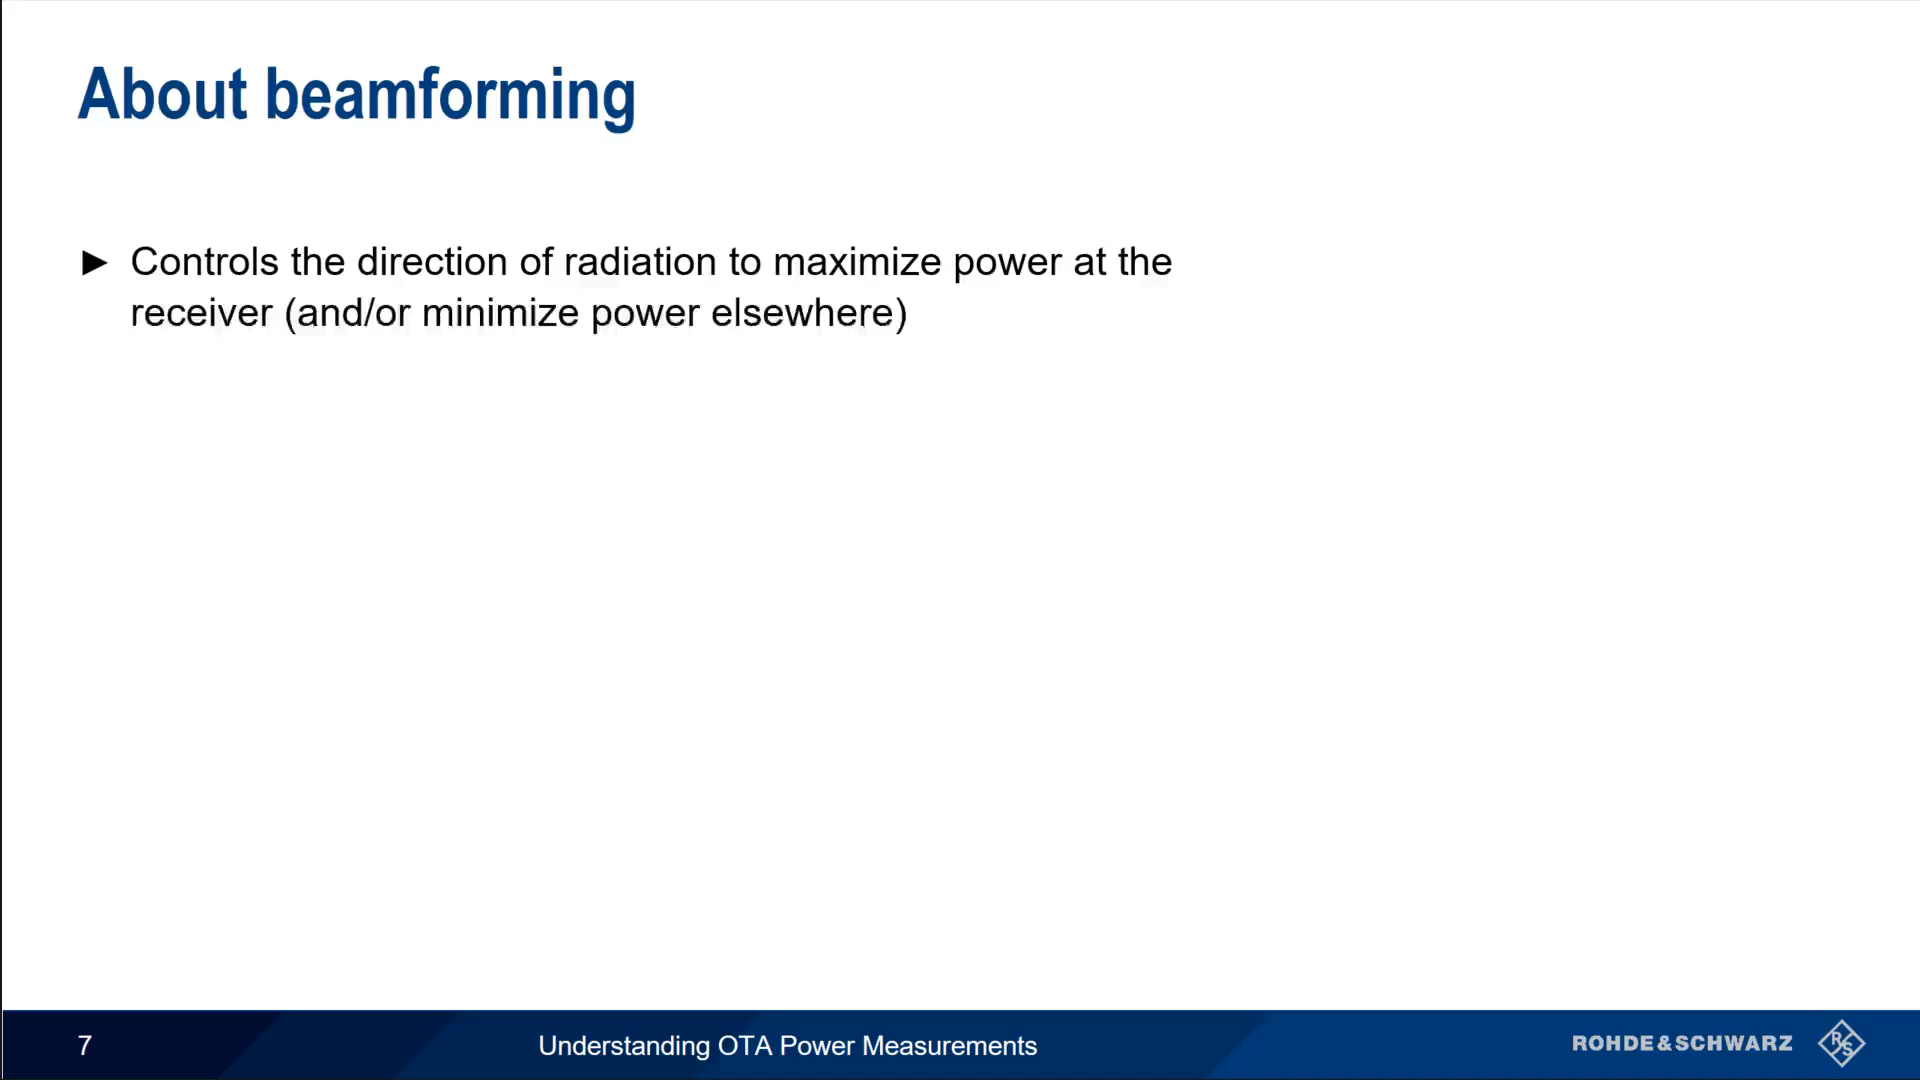 About beamforming
► Controls the direction of radiation to maximize power at the
receiver (and/or minimize power elsewhere)
7
Understanding OTA Power Measurements
ROHDE&SCHWARZ
R&S